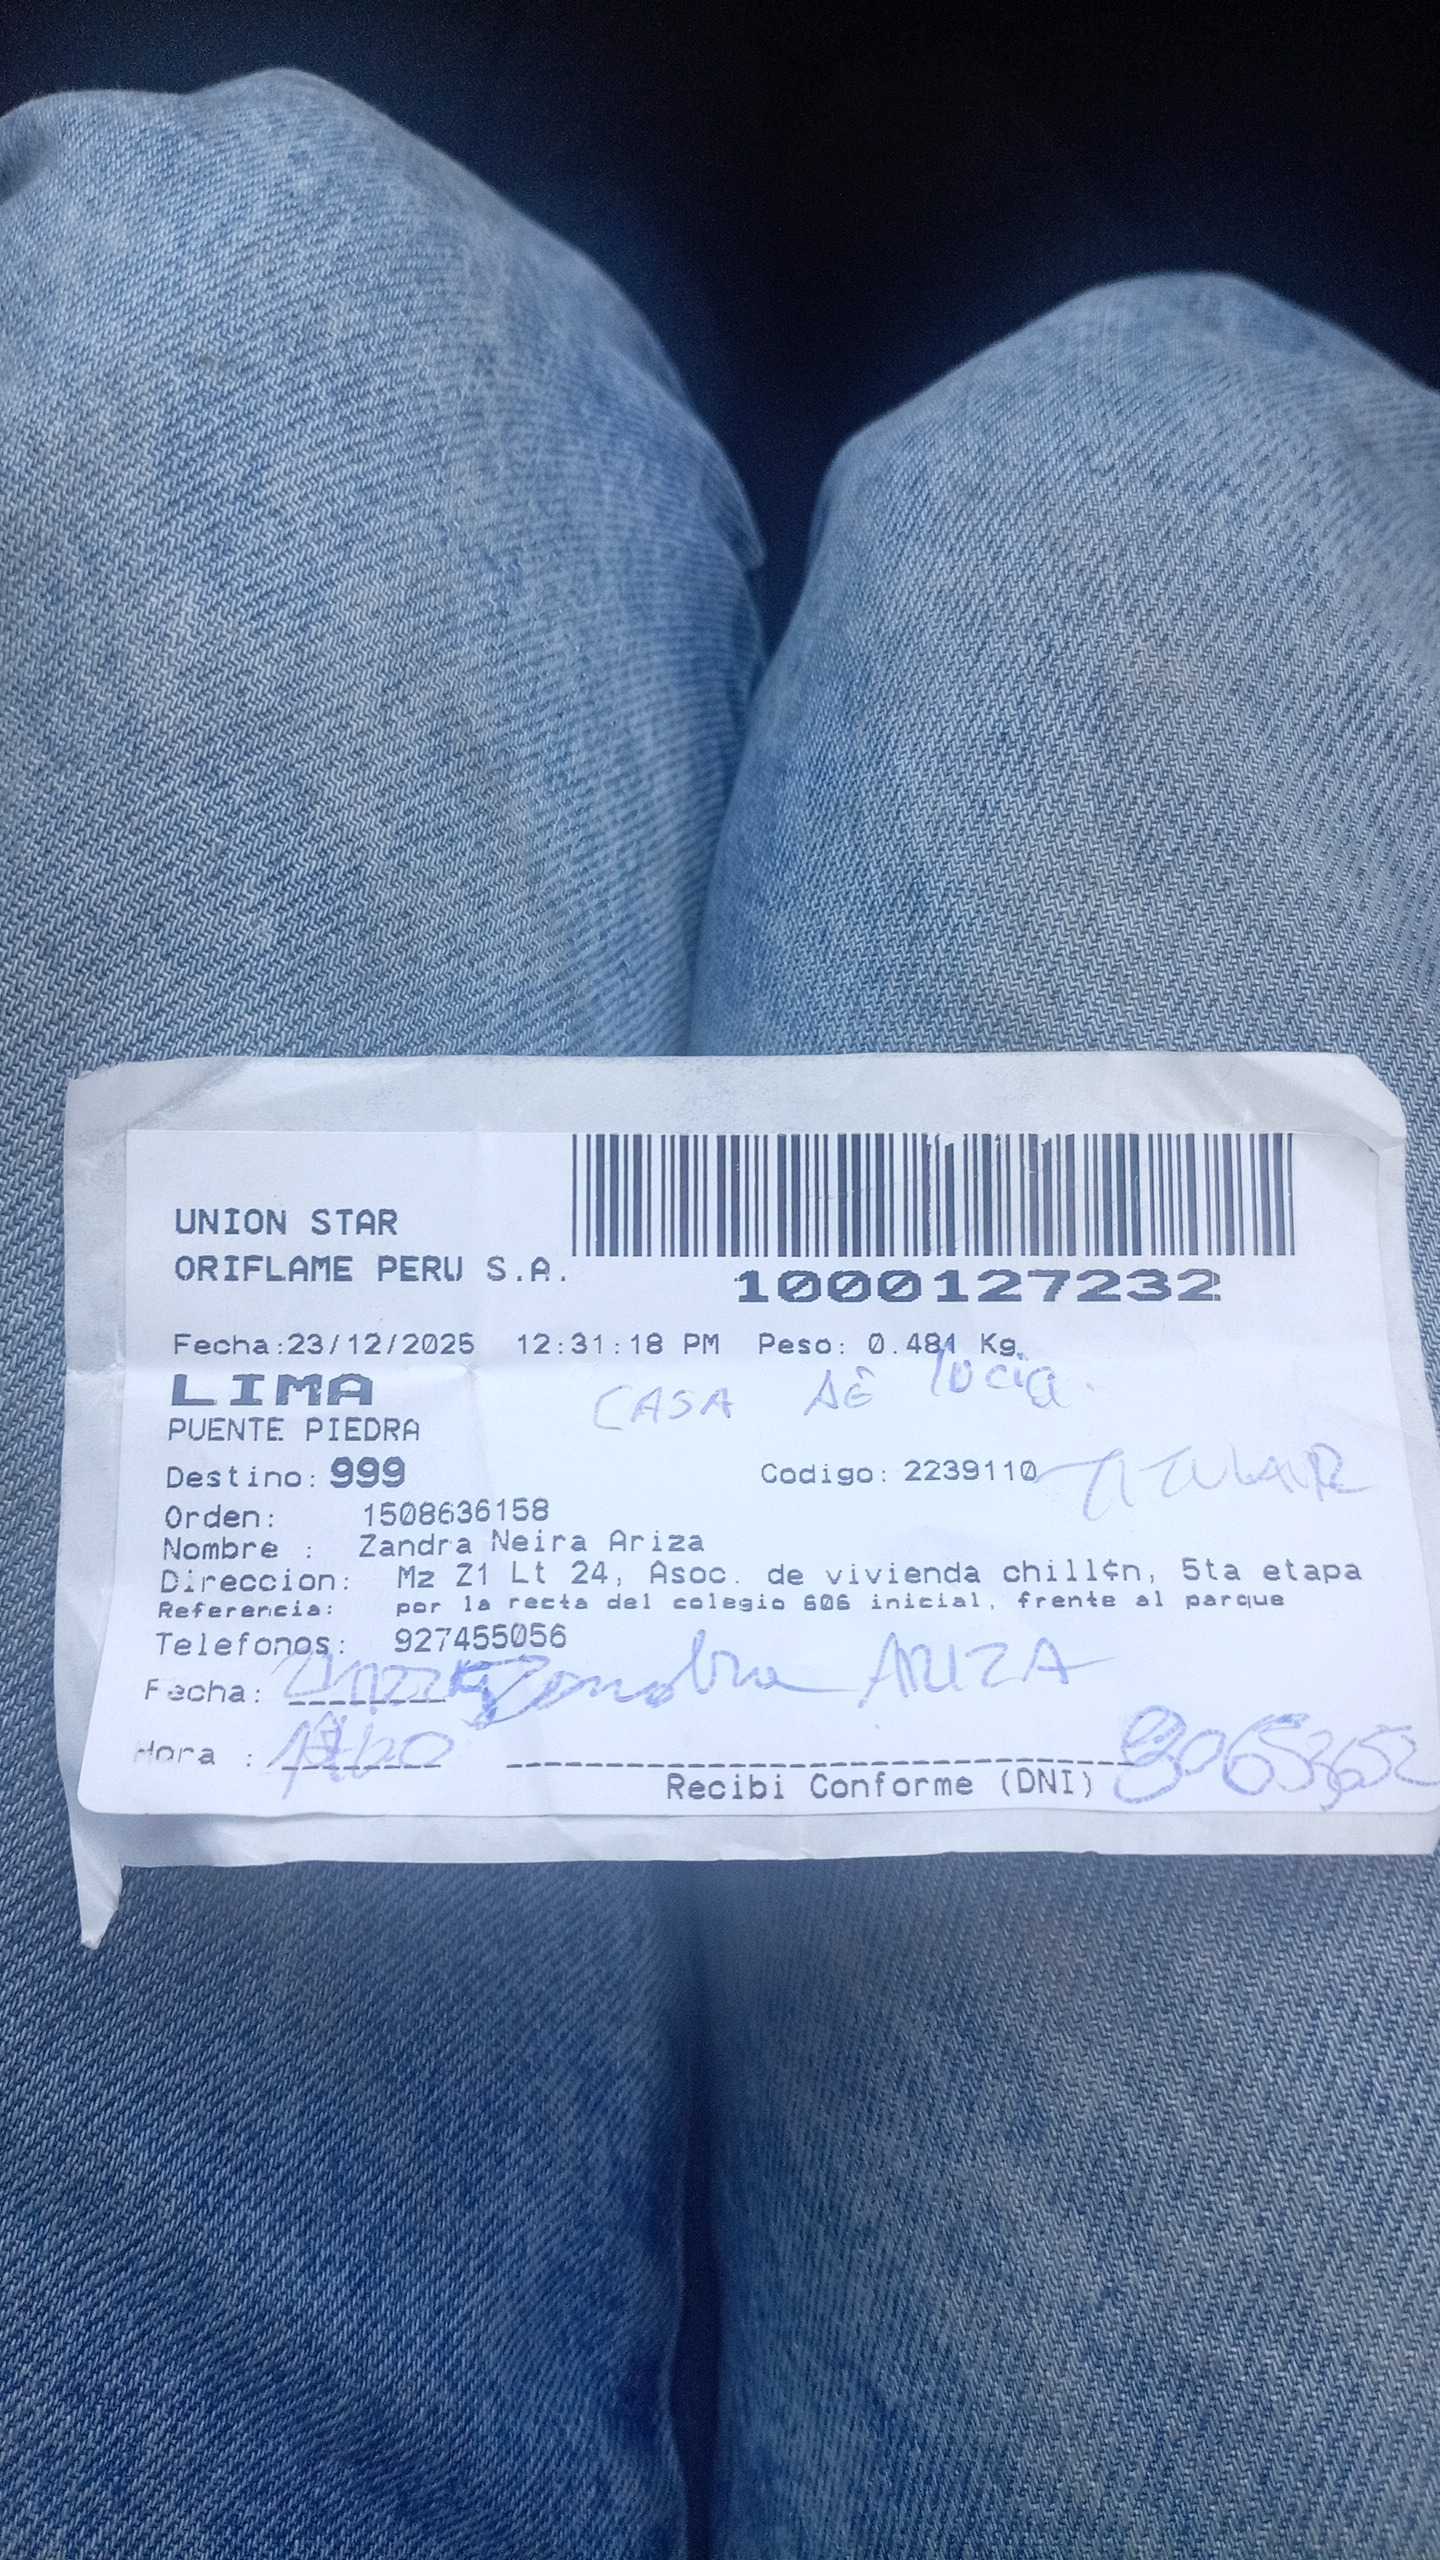 UNION STAR
ORIFLAME PERU S.A.
1000127232
Fecha:23/12/2025 12:31:18 PM Peso: 0.481 Kg.
LIMA
CASA DE lucia.
PUENTE PIEDRA
Destino: 999 Codigo: 2239110 TITULAR
Orden: 1508636158
Nombre : Zandra Neira Ariza
Direccion: Mz Z1 Lt 24, Asoc. de vivienda chill¢n, 5ta etapa
Referencia: por la recta del colegio 606 inicial, frente al parque
Telefonos: 927455056
Fecha: ARIZA
Hora :
Recibi Conforme (DNI)